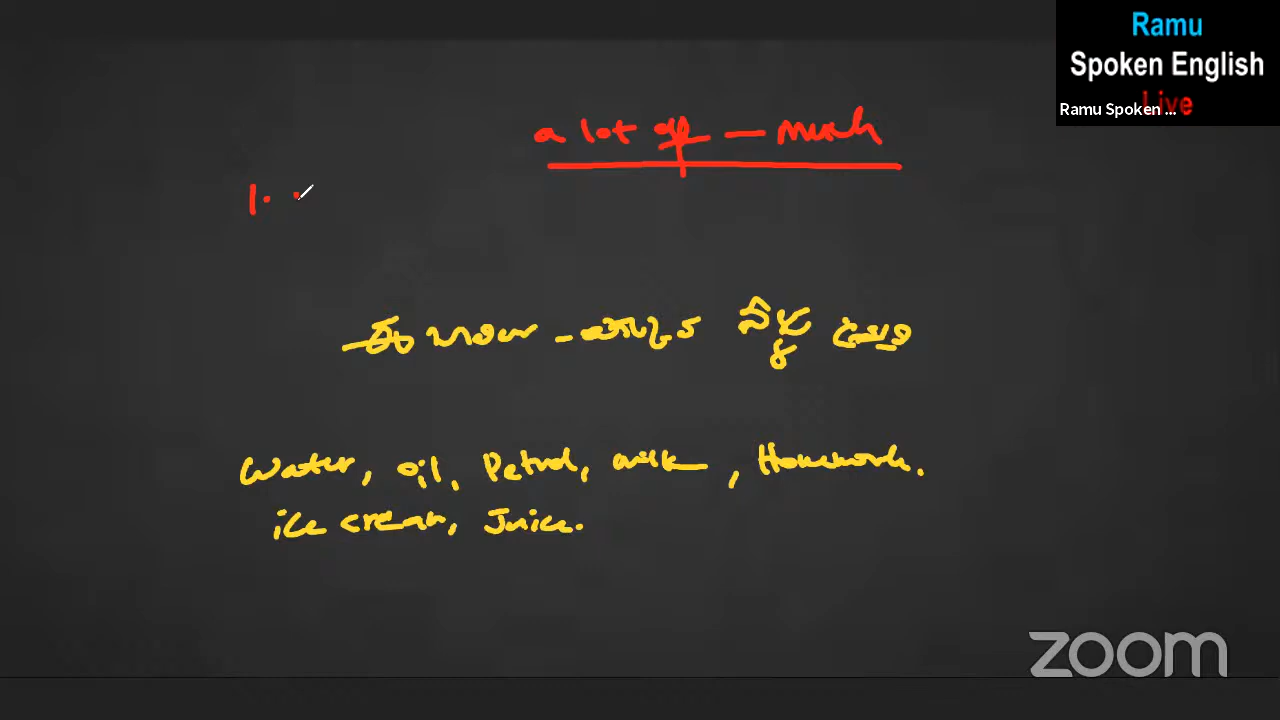 Ramu
Spoken English
Live
Ramu Spoken ...
a lot of — much
1.
Water, oil, Petrol, milk, Homework.
ice cream, Juice.
zoom